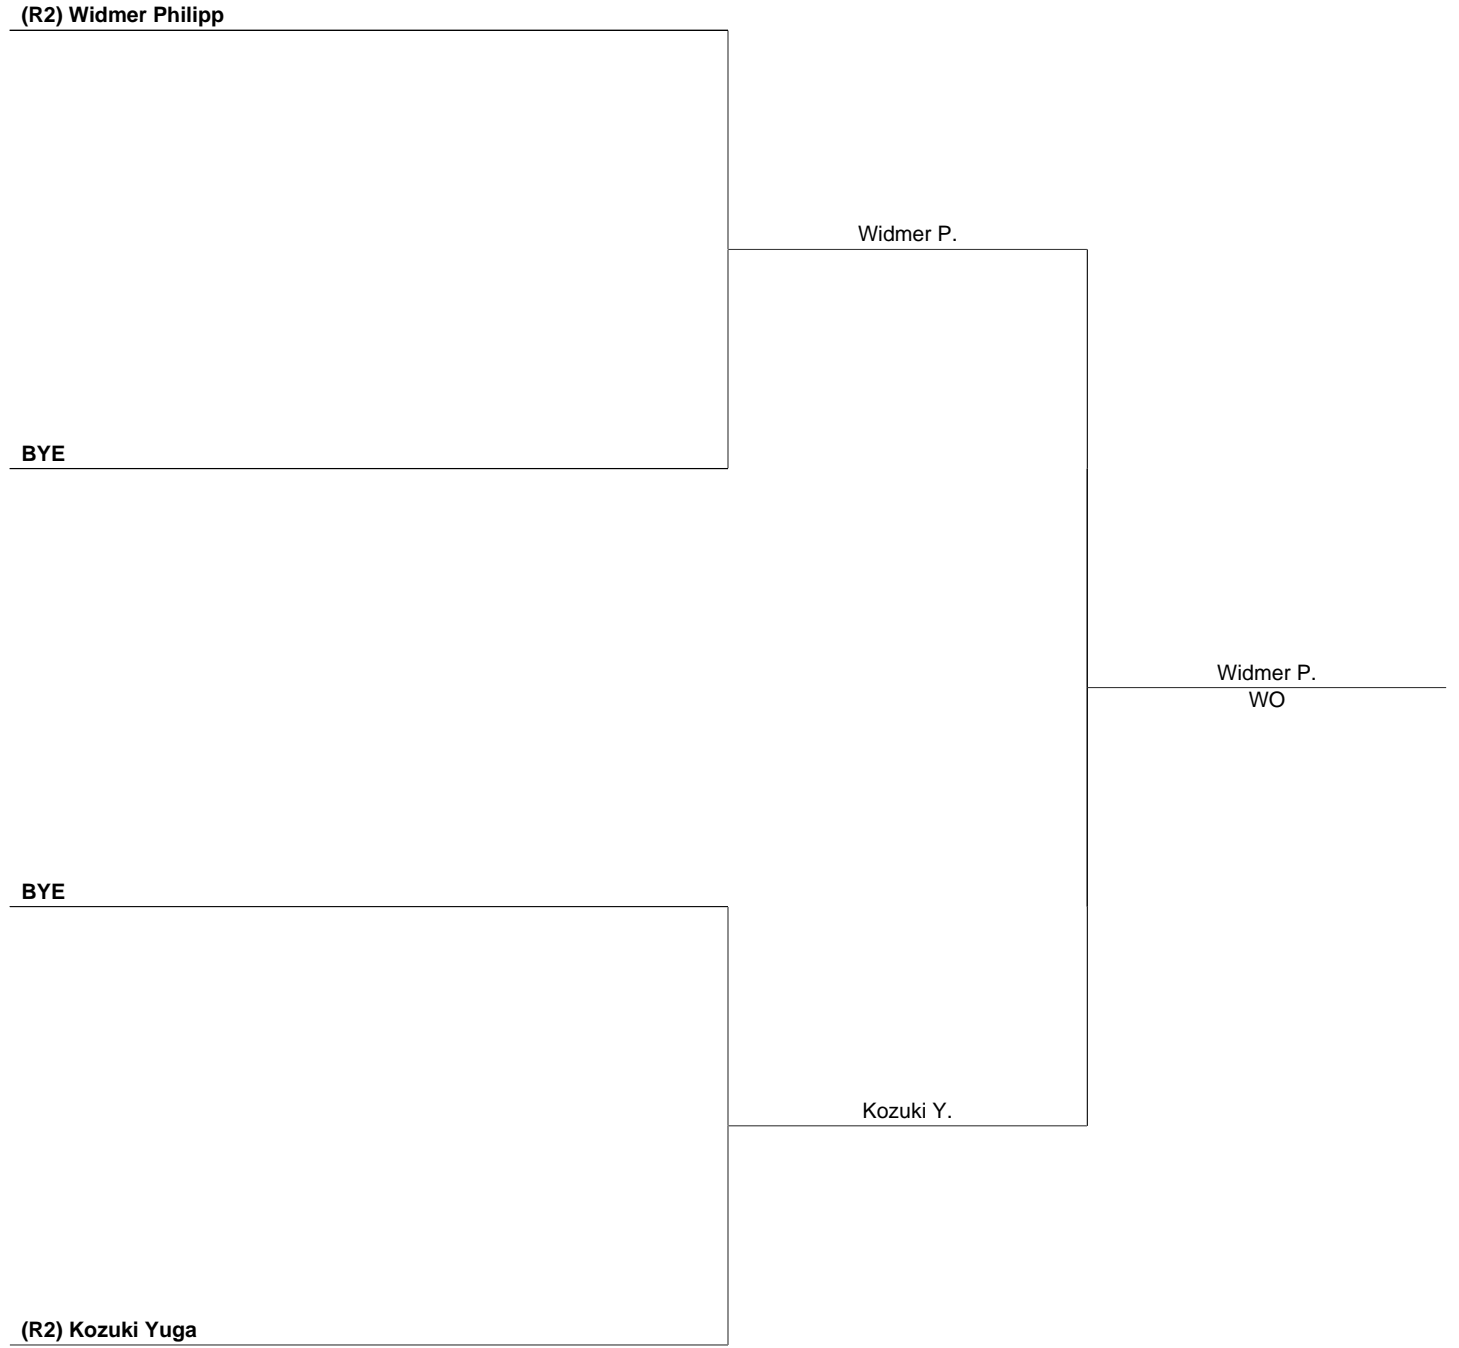 (R2) Widmer Philipp
Widmer P.
BYE
Widmer P.
WO
BYE
Kozuki Y.
(R2) Kozuki Yuga